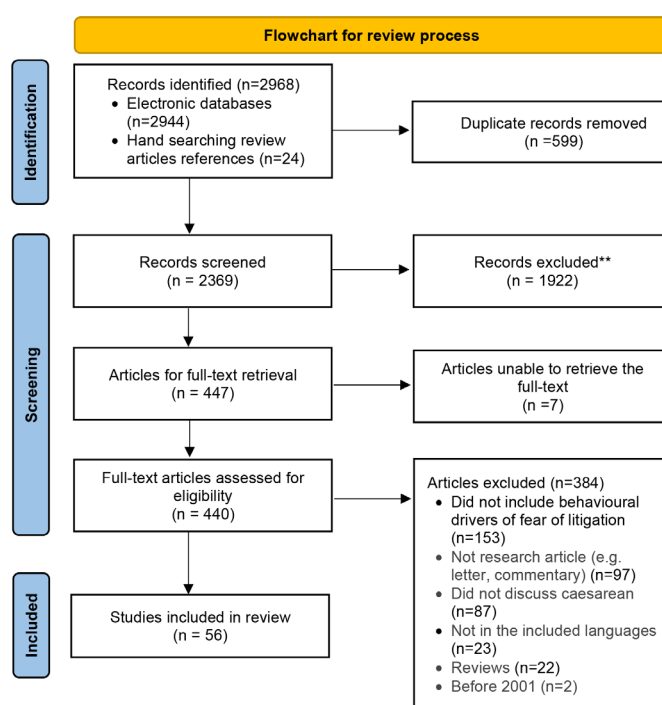 Flowchart for review process
Identification
Records identified (n=2968)
• Electronic databases
(n=2944)
• Hand searching review
articles references (n=24)
Duplicate records removed
(n =599)
Screening
Records screened
(n = 2369)
Records excluded**
(n = 1922)
Articles for full-text retrieval
(n = 447)
Articles unable to retrieve the
full-text
(n =7)
Full-text articles assessed for
eligibility
(n = 440)
Articles excluded (n=384)
• Did not include behavioural
drivers of fear of litigation
(n=153)
• Not research article (e.g.
letter, commentary) (n=97)
• Did not discuss caesarean
(n=87)
• Not in the included languages
(n=23)
• Reviews (n=22)
• Before 2001 (n=2)
Included
Studies included in review
(n = 56)